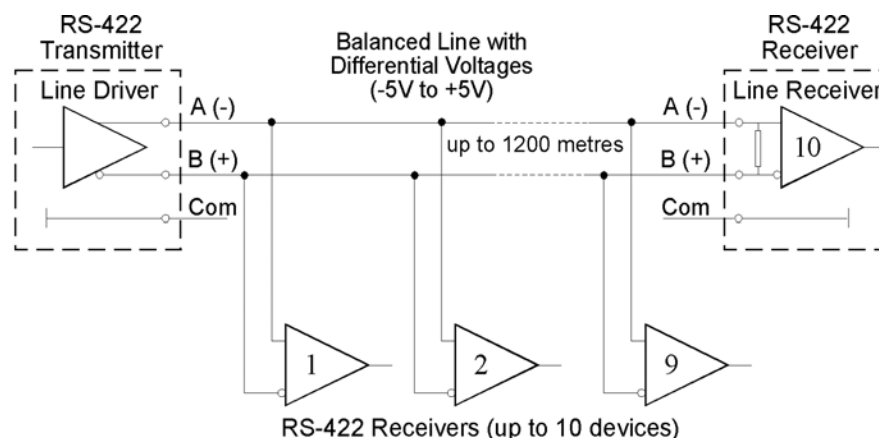 RS-422
Transmitter
Line Driver
A (-)
B (+)
Com
Balanced Line with
Differential Voltages
(-5V to +5V)
up to 1200 metres
RS-422
Receiver
Line Receiver
A (-)
B (+)
Com
10
1
2
9
RS-422 Receivers (up to 10 devices)